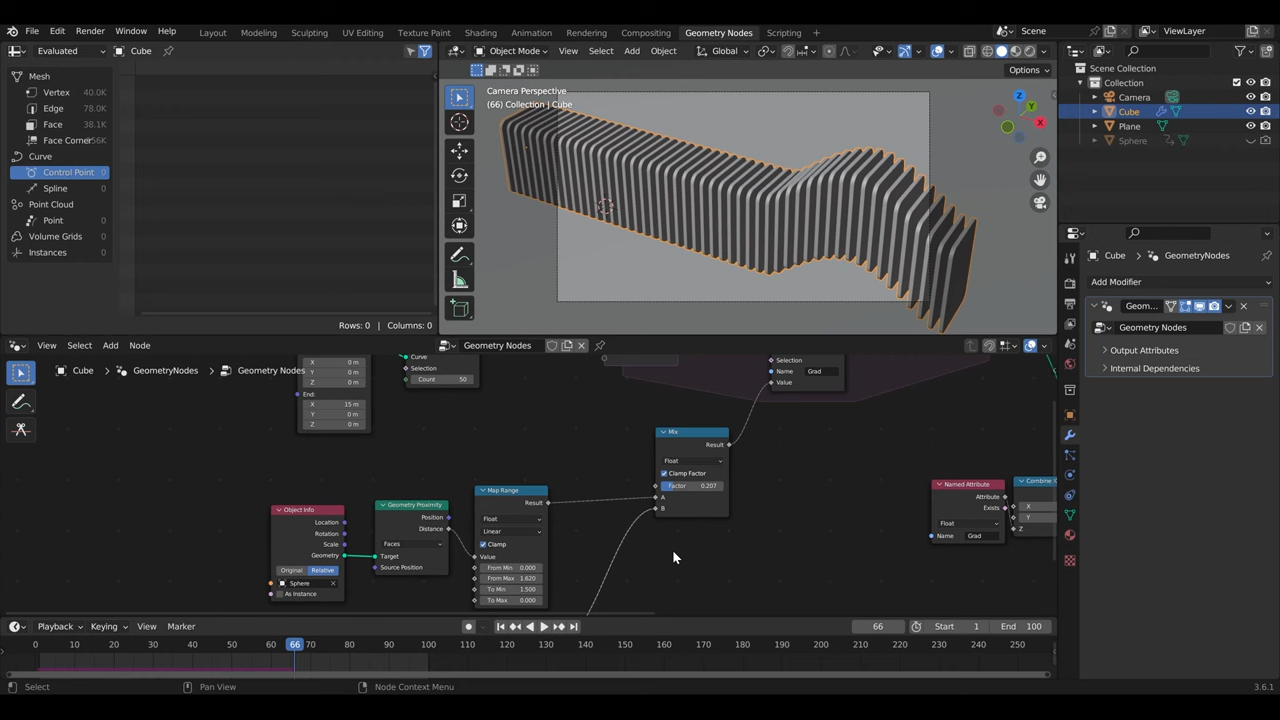 File Edit Render Window Help Layout Modeling Sculpting UV Editing Texture Paint Shading Animation Rendering Compositing Geometry Nodes Scripting + Scene ViewLayer
Evaluated Cube Object Mode View Select Add Object Global
Options
Mesh
Vertex 40.0K
Edge 78.0K
Face 38.1K
Face Corner 56K
Curve
Control Point 0
Spline 0
Point Cloud
Point 0
Volume Grids 0
Instances 0
Rows: 0 | Columns: 0
Camera Perspective
(66) Collection | Cube
Z
Y
X
Scene Collection
Collection
Camera
Cube
Plane
Sphere
Cube GeometryNodes
Add Modifier
Geom...
Geometry Nodes
Output Attributes
Internal Dependencies
View Select Add Node Geometry Nodes
Cube GeometryNodes Geometry Nodes
X 0 m
Y 0 m
Z 0 m
End:
X 15 m
Y 0 m
Z 0 m
Curve
Selection
Count 50
Selection
Name Grad
Value
Mix
Result
Float
Clamp Factor
Factor 0.207
A
B
Object Info
Location
Rotation
Scale
Geometry
Original Relative
Sphere
As Instance
Geometry Proximity
Position
Distance
Faces
Target
Source Position
Map Range
Result
Float
Linear
Clamp
Value
From Min 0.000
From Max 1.620
To Min 1.500
To Max 0.000
Named Attribute
Attribute
Exists
Float
Name Grad
Combine
X
Y
Z
Playback Keying View Marker 66 Start 1 End 100
0 10 20 30 40 50 60 66 70 80 90 100 110 120 130 140 150 160 170 180 190 200 210 220 230 240 250
Select Pan View Node Context Menu 3.6.1